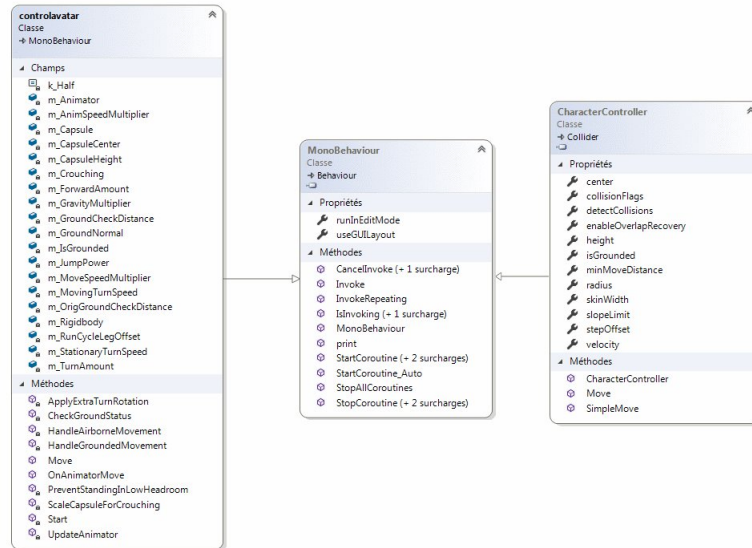 controlavatar
Classe
MonoBehaviour
Champs
k_Half
m_Animator
m_AnimSpeedMultiplier
m_Capsule
m_CapsuleCenter
m_CapsuleHeight
m_Crouching
m_ForwardAmount
m_GravityMultiplier
m_GroundCheckDistance
m_GroundNormal
m_IsGrounded
m_JumpPower
m_MoveSpeedMultiplier
m_MovingTurnSpeed
m_OrigGroundCheckDistance
m_Rigidbody
m_RunCycleLegOffset
m_StationaryTurnSpeed
m_TurnAmount
Méthodes
ApplyExtraTurnRotation
CheckGroundStatus
HandleAirborneMovement
HandleGroundedMovement
Move
OnAnimatorMove
PreventStandingInLowHeadroom
ScaleCapsuleForCrouching
Start
UpdateAnimator
MonoBehaviour
Classe
Behaviour
Propriétés
runInEditMode
useGUILayout
Méthodes
CancelInvoke (+ 1 surcharge)
Invoke
InvokeRepeating
IsInvoking (+ 1 surcharge)
MonoBehaviour
print
StartCoroutine (+ 2 surcharges)
StartCoroutine_Auto
StopAllCoroutines
StopCoroutine (+ 2 surcharges)
CharacterController
Classe
Collider
Propriétés
center
collisionFlags
detectCollisions
enableOverlapRecovery
height
isGrounded
minMoveDistance
radius
skinWidth
slopeLimit
stepOffset
velocity
Méthodes
CharacterController
Move
SimpleMove